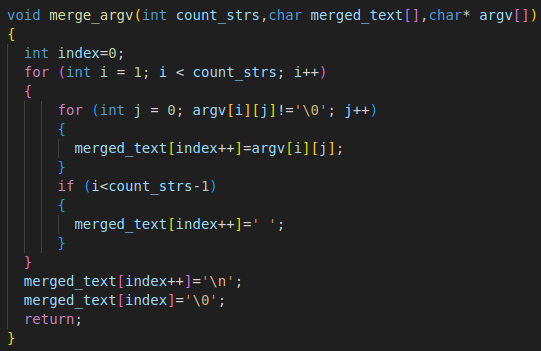 void merge_argv(int count_strs,char merged_text[],char* argv[])
{
  int index=0;
  for (int i = 1; i < count_strs; i++)
  {
      for (int j = 0; argv[i][j]!='\0'; j++)
      {
        merged_text[index++]=argv[i][j];
      }
      if (i<count_strs-1)
      {
        merged_text[index++]=' ';
      }
  }
  merged_text[index++]='\n';
  merged_text[index]='\0';
  return;
}